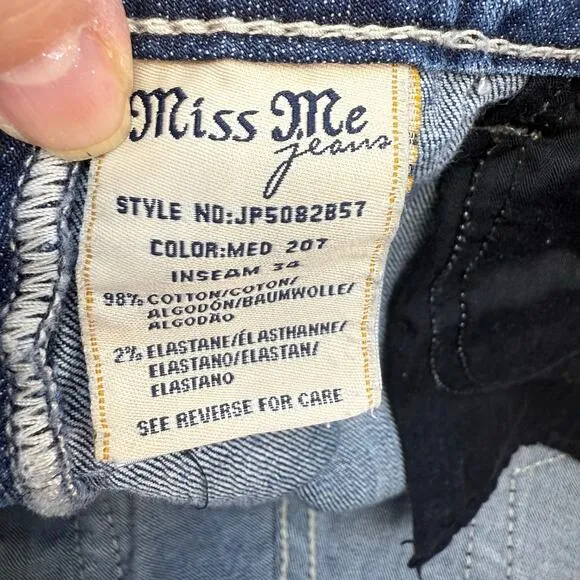 Miss Me
jeans
STYLE NO:JP5082B57
COLOR:MED 207
INSEAM 34
98% COTTON/COTON/
ALGODÓN/BAUMWOLLE/
ALGODÃO
2% ELASTANE/ÉLASTHANNE/
ELASTANO/ELASTAN/
ELASTANO
SEE REVERSE FOR CARE